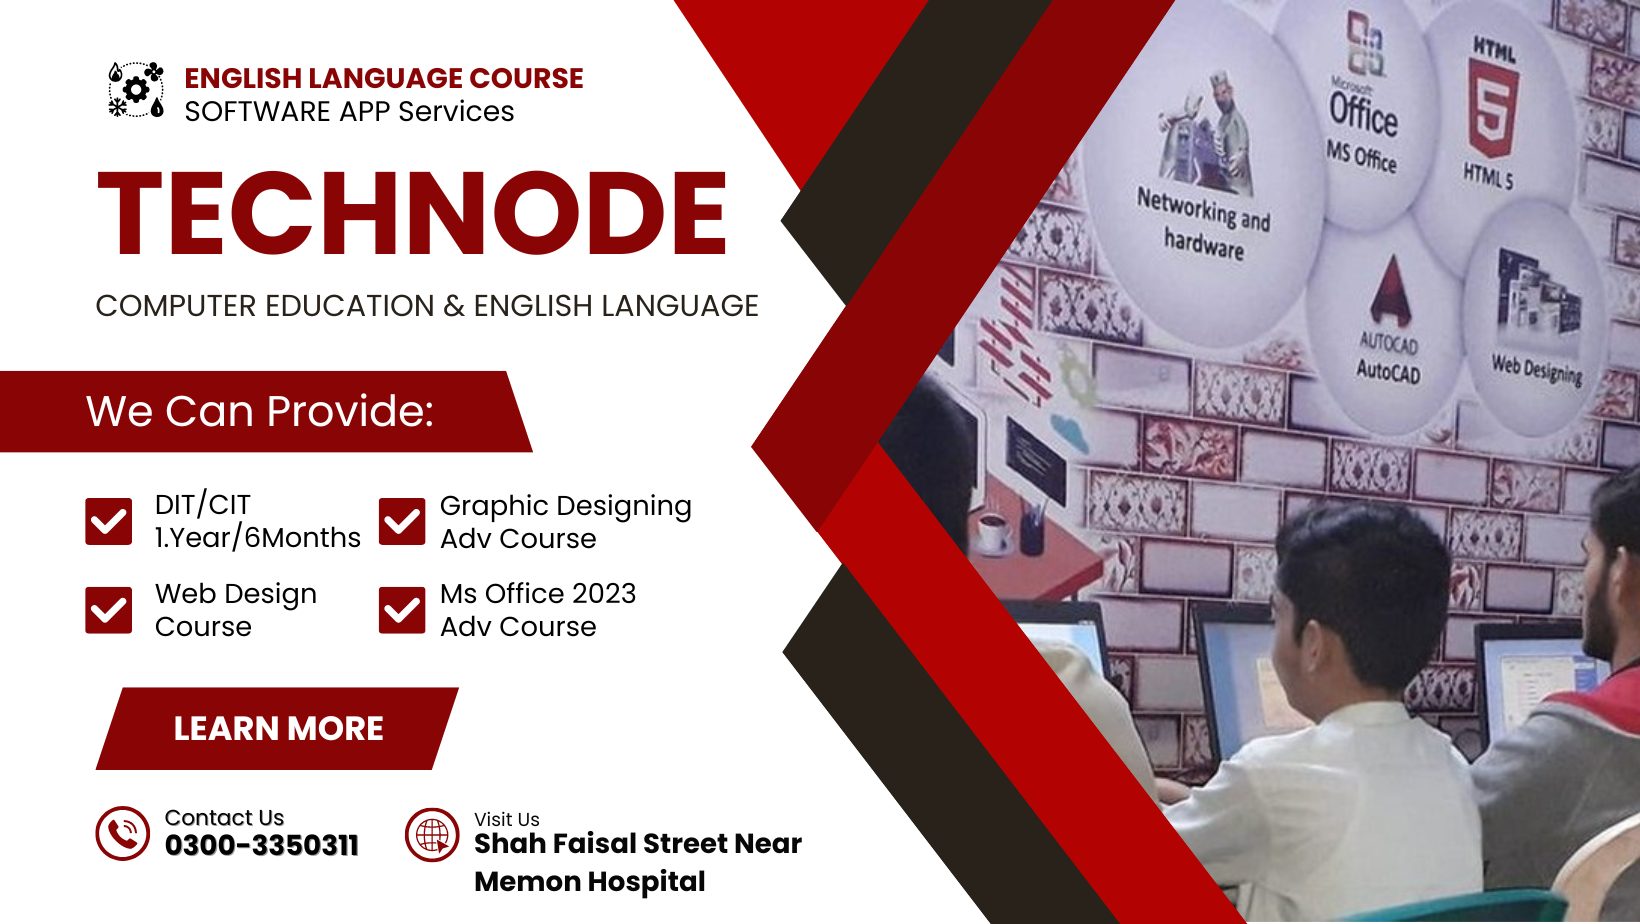 ENGLISH LANGUAGE COURSE
SOFTWARE APP Services
TECHNODE
COMPUTER EDUCATION & ENGLISH LANGUAGE
We Can Provide:
DIT/CIT
1.Year/6Months
Graphic Designing
Adv Course
Web Design
Course
Ms Office 2023
Adv Course
LEARN MORE
Contact Us
0300-3350311
Visit Us
Shah Faisal Street Near
Memon Hospital
Networking and
hardware
Microsoft
Office
MS Office
HTML
5
HTML 5
AUTOCAD
AutoCAD
Web Designing